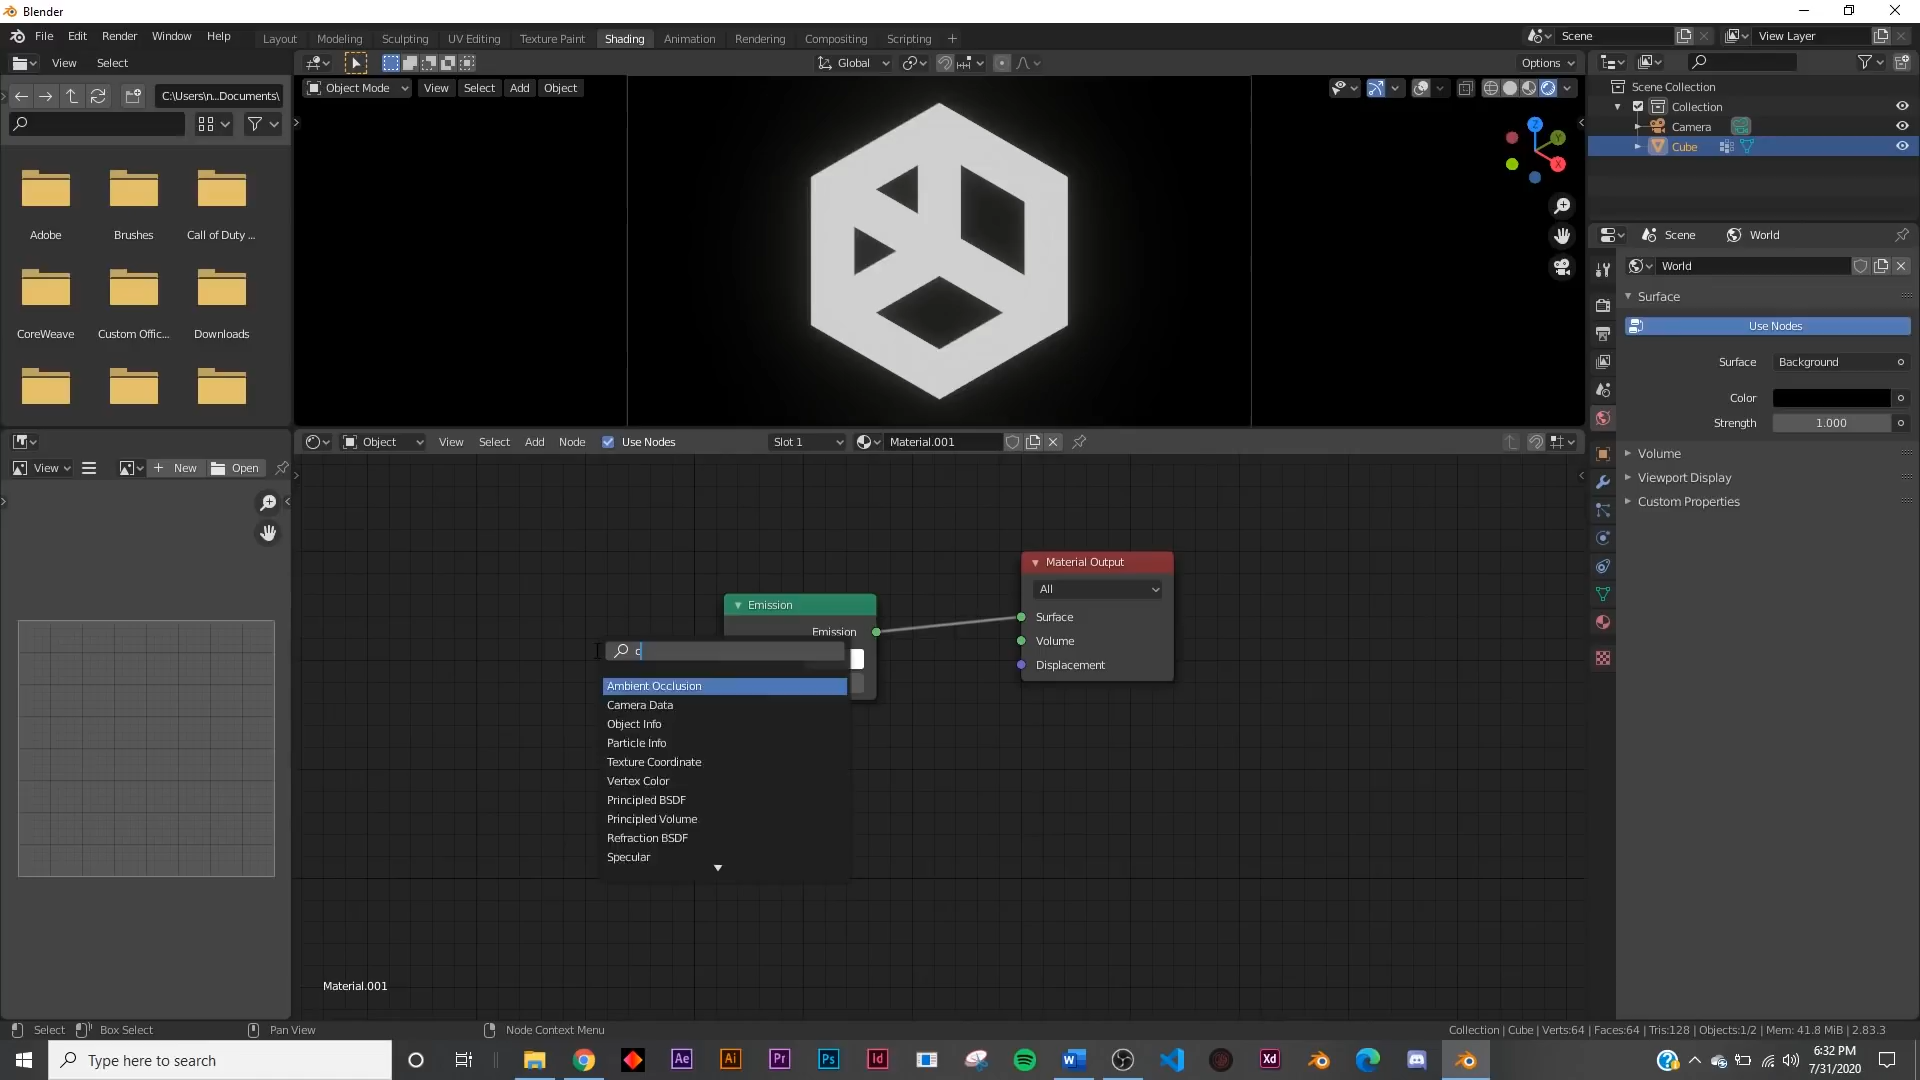 Blender
File Edit Render Window Help
Layout Modeling Sculpting UV Editing Texture Paint Shading Animation Rendering Compositing Scripting +
Scene
View Layer
View Select
Global
Options
C:\Users\n...Documents\
Object Mode View Select Add Object
Z
Y
X
Scene Collection
Collection
Camera
Cube
Adobe Brushes Call of Duty ...
CoreWeave Custom Offic... Downloads
Scene World
World
Surface
Use Nodes
Surface Background
Color
Strength 1.000
Volume
Viewport Display
Custom Properties
Object View Select Add Node Use Nodes Slot 1 Material.001
View New Open
Emission
Emission
Material Output
All
Surface
Volume
Displacement
c
Ambient Occlusion
Camera Data
Object Info
Particle Info
Texture Coordinate
Vertex Color
Principled BSDF
Principled Volume
Refraction BSDF
Specular
Material.001
Select Box Select Pan View Node Context Menu
Collection | Cube | Verts:64 | Faces:64 | Tris:128 | Objects:1/2 | Mem: 41.8 MiB | 2.83.3
Type here to search
Ae Ai Pr Ps Id Xd
6:32 PM
7/31/2020